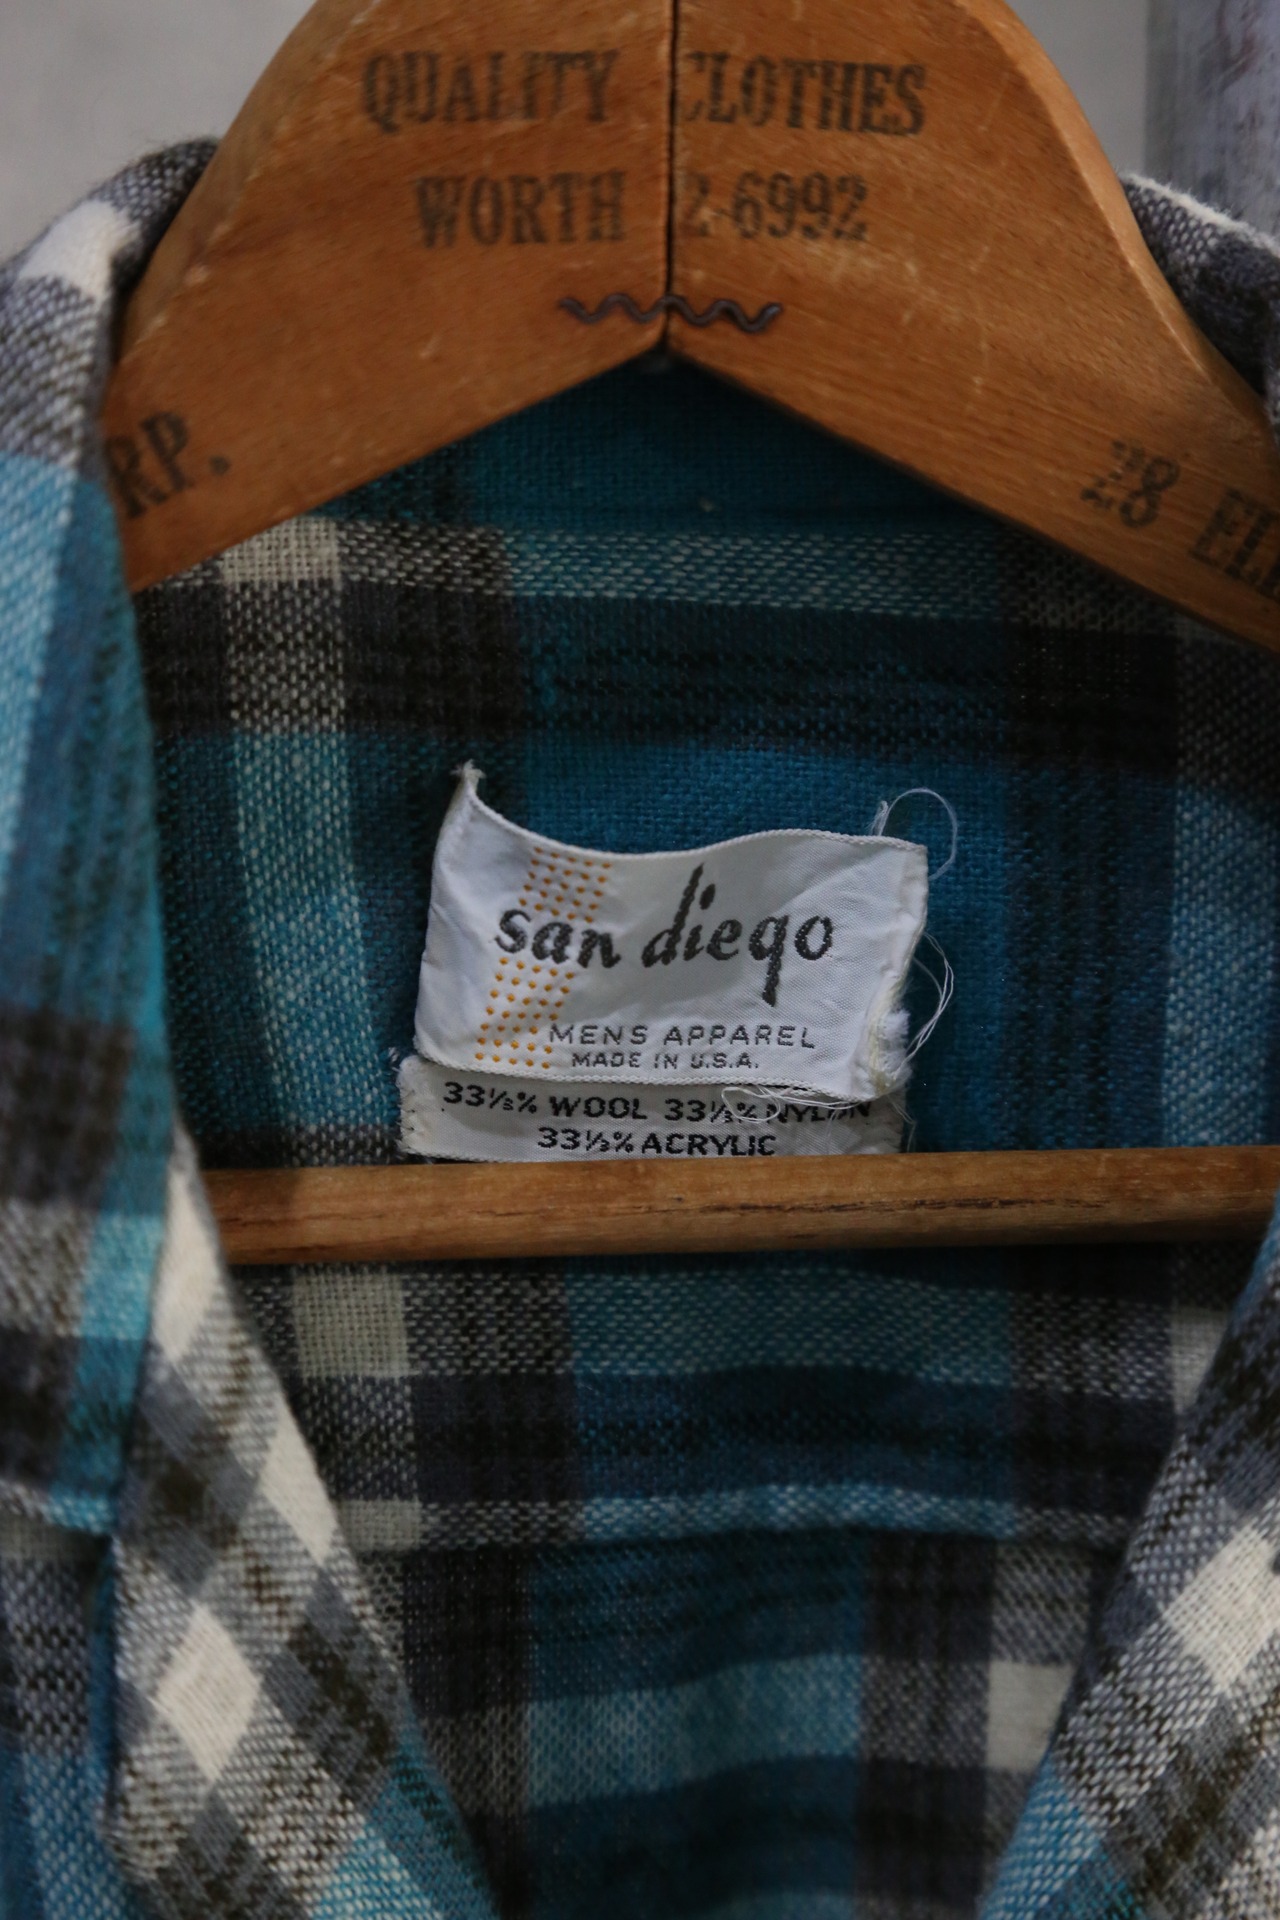 QUALITY CLOTHES
WORTH 2-6992
RP.
28 EL
san diego
MENS APPAREL
MADE IN U.S.A.
33⅓% WOOL 33⅓% NYLON
33⅓% ACRYLIC